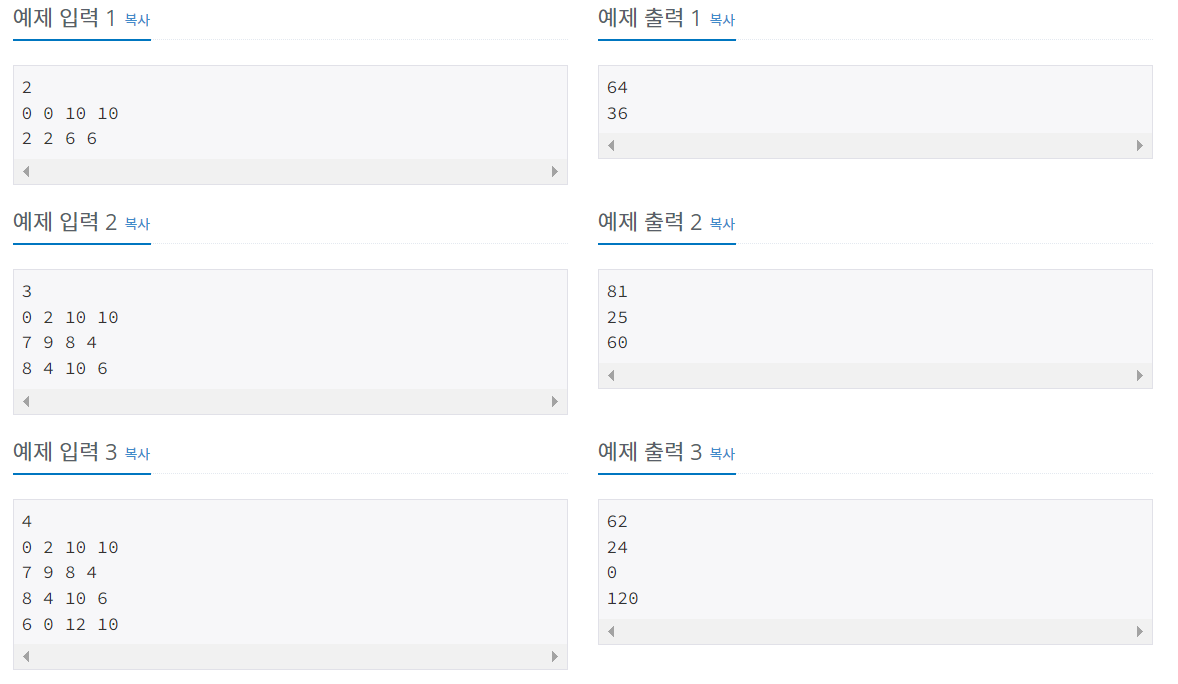 예제 입력 1 복사
2
0 0 10 10
2 2 6 6
예제 출력 1 복사
64
36
예제 입력 2 복사
3
0 2 10 10
7 9 8 4
8 4 10 6
예제 출력 2 복사
81
25
60
예제 입력 3 복사
4
0 2 10 10
7 9 8 4
8 4 10 6
6 0 12 10
예제 출력 3 복사
62
24
0
120